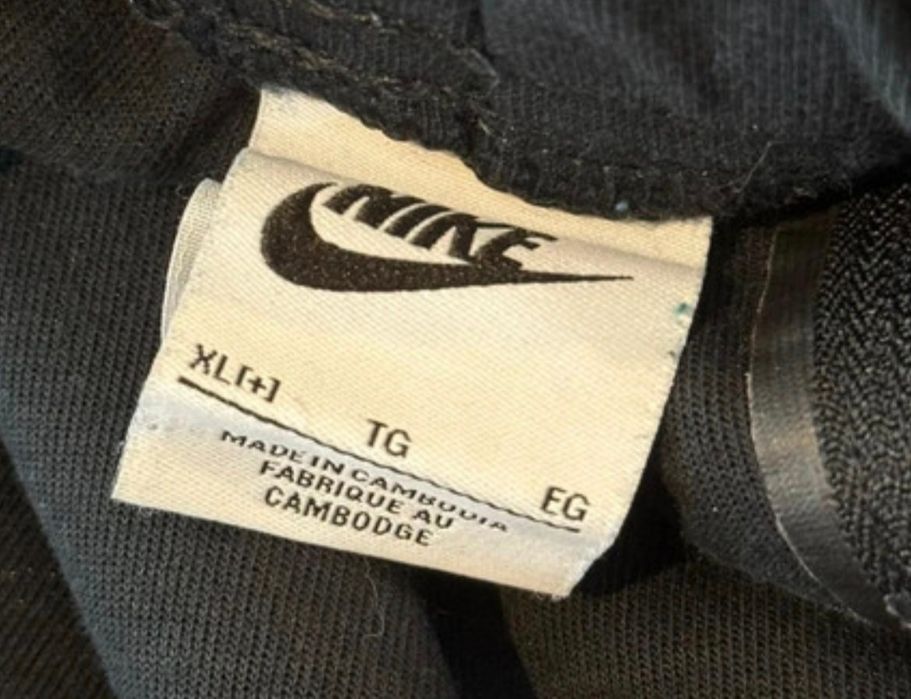 NIKE
XL[+] TG EG
MADE IN CAMBODIA
FABRIQUE AU
CAMBODGE